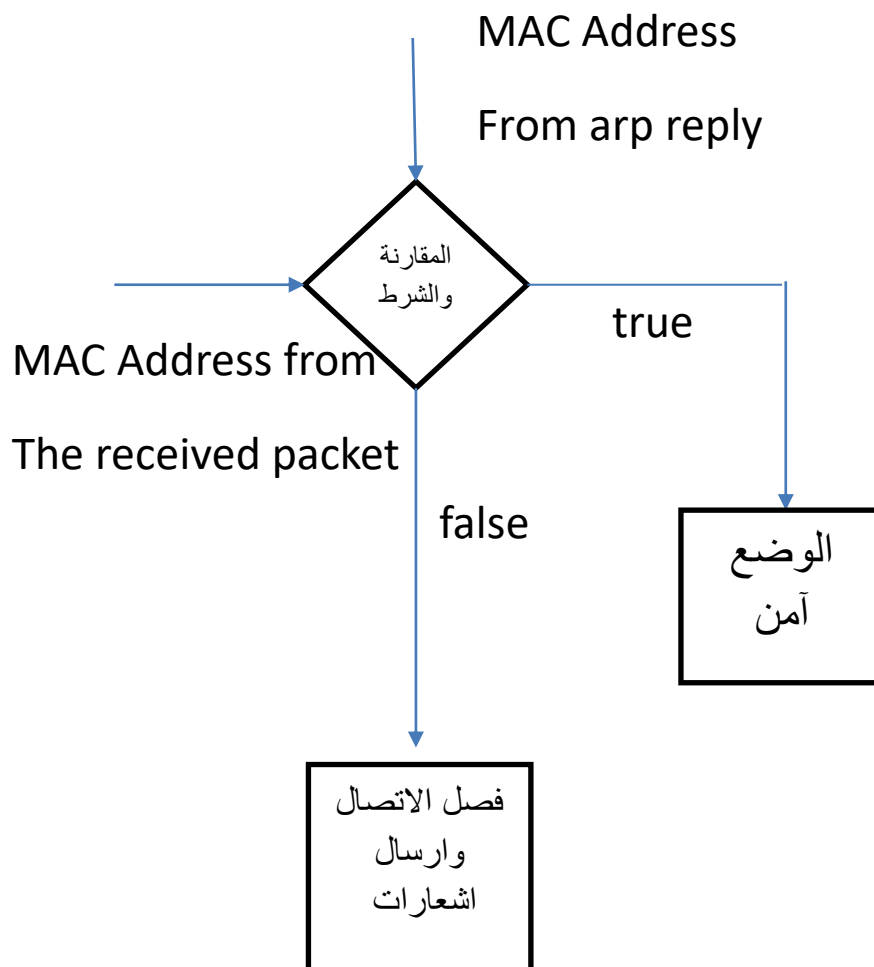 MAC Address
From arp reply
المقارنة
والشرط
true
MAC Address from
The received packet
false
الوضع
آمن
فصل الاتصال
وارسال
اشعارات